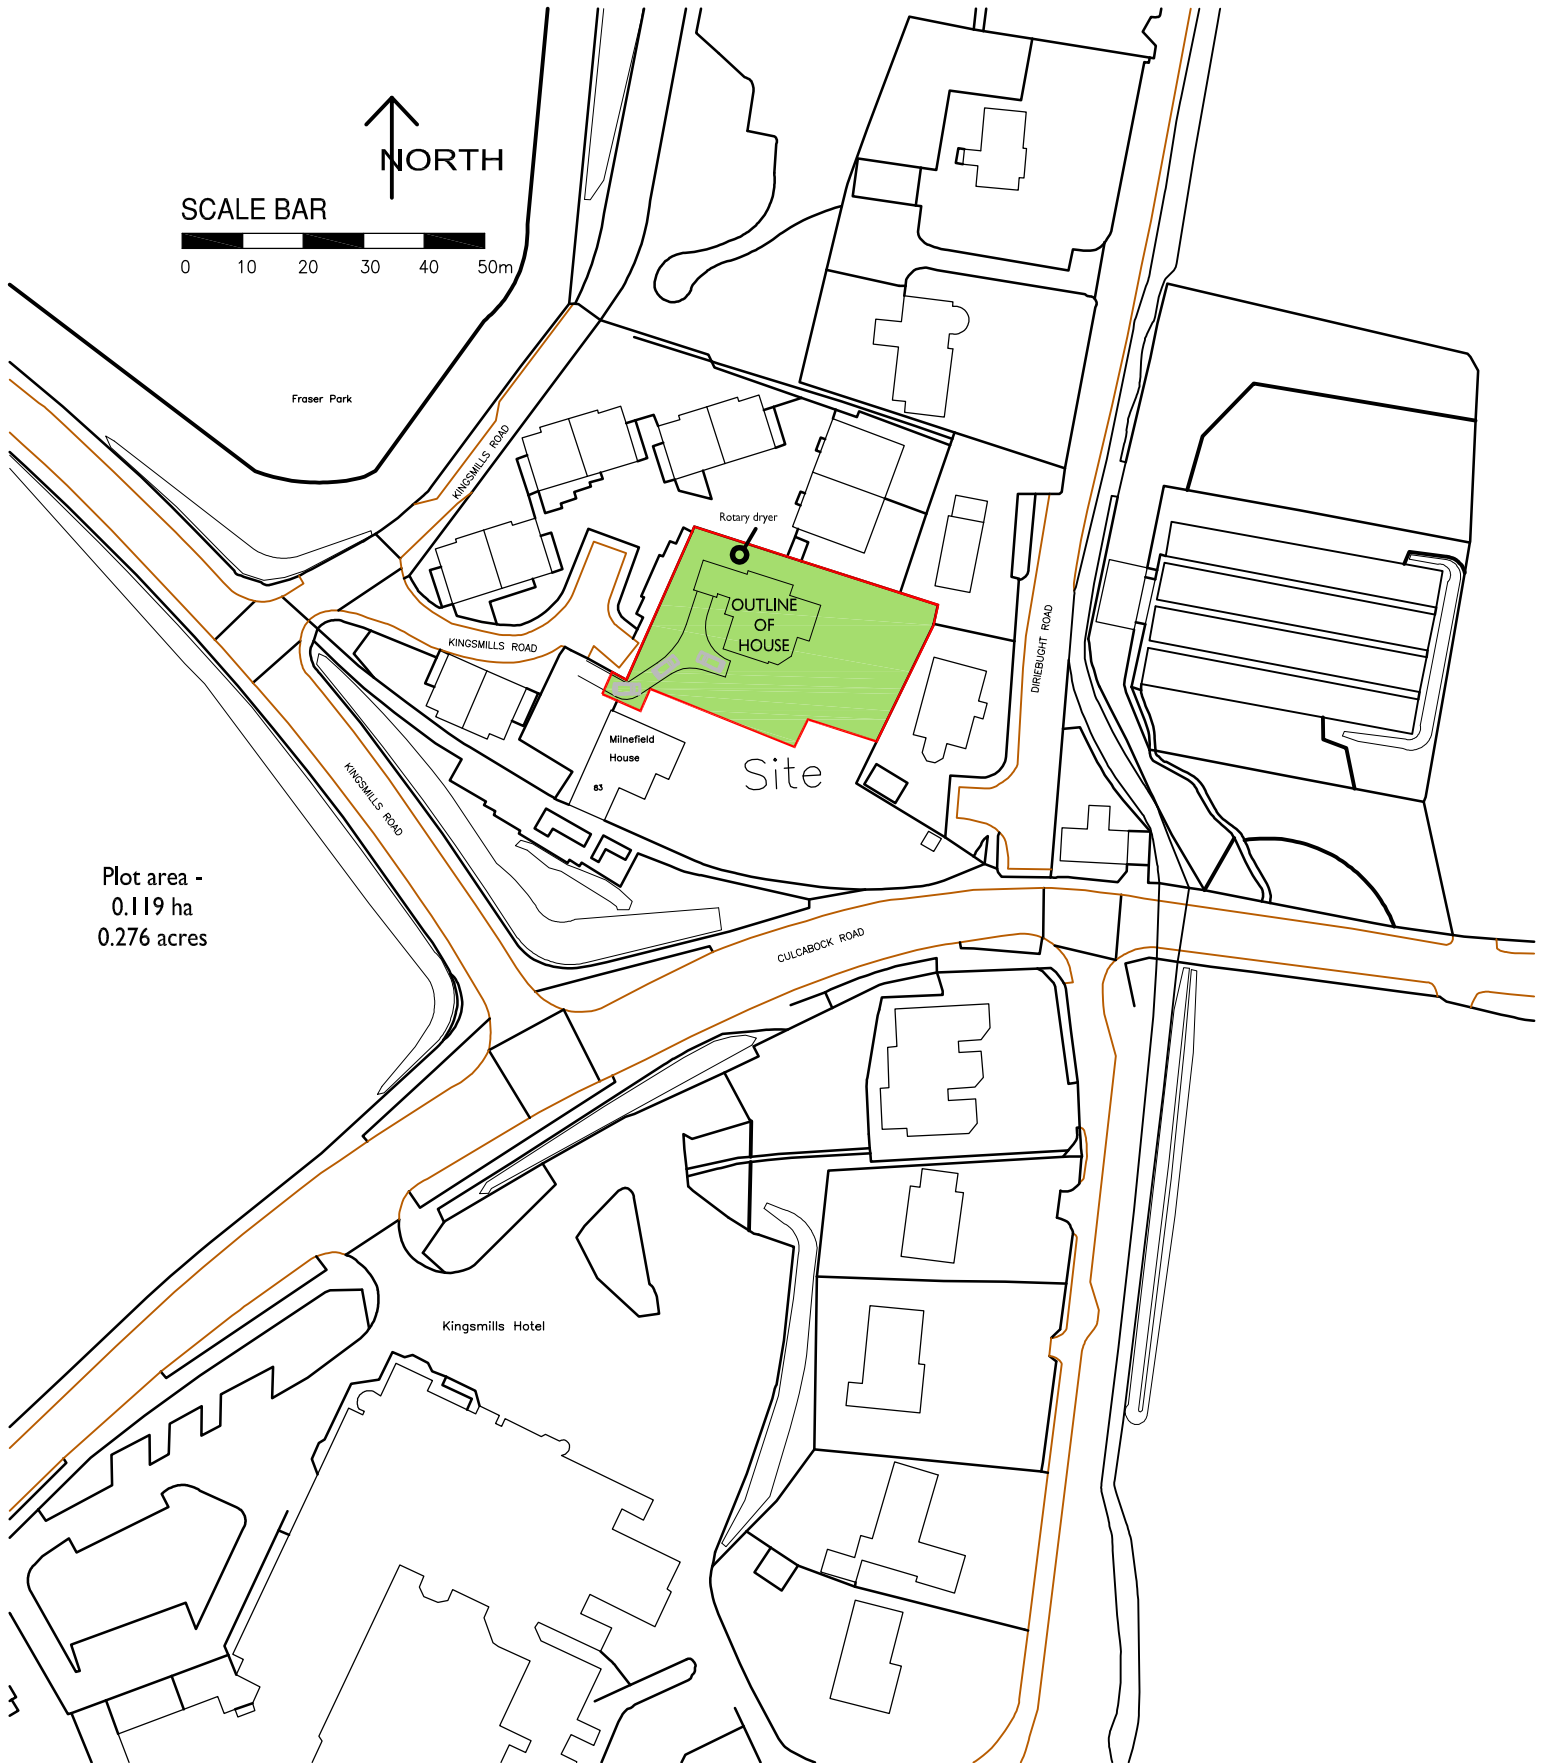 NORTH
SCALE BAR
0 10 20 30 40 50m
Fraser Park
KINGSMILLS ROAD
Rotary dryer
OUTLINE
OF
HOUSE
KINGSMILLS ROAD
DIRIEBUGHT ROAD
Milnefield
House
83
Site
KINGSMILLS ROAD
Plot area -
0.119 ha
0.276 acres
CULCABOCK ROAD
Kingsmills Hotel